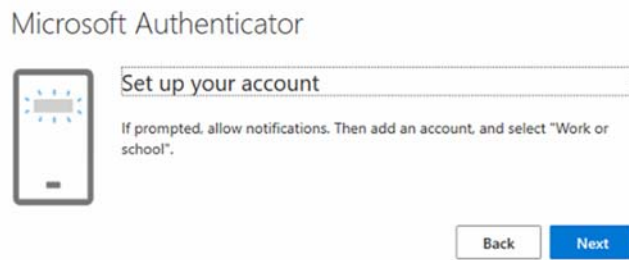 Microsoft Authenticator
Set up your account
If prompted, allow notifications. Then add an account, and select "Work or
school".
Back
Next